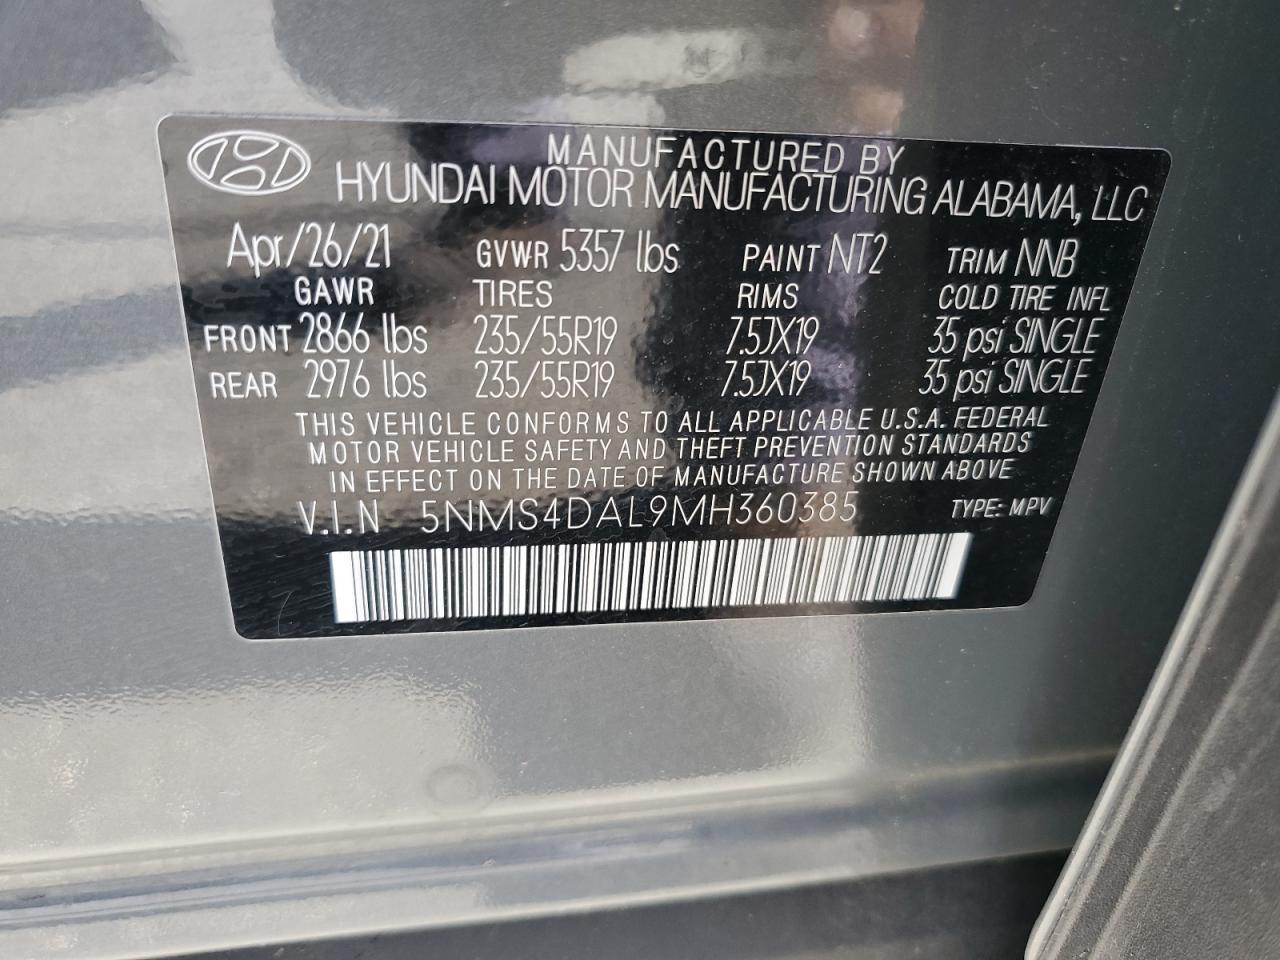 MANUFACTURED BY
HYUNDAI MOTOR MANUFACTURING ALABAMA, LLC
Apr/26/21 GVWR 5357 lbs PAINT NT2 TRIM NNB
GAWR TIRES RIMS COLD TIRE INFL
FRONT 2866 lbs 235/55R19 7.5JX19 35 psi SINGLE
REAR 2976 lbs 235/55R19 7.5JX19 35 psi SINGLE
THIS VEHICLE CONFORMS TO ALL APPLICABLE U.S.A. FEDERAL
MOTOR VEHICLE SAFETY AND THEFT PREVENTION STANDARDS
IN EFFECT ON THE DATE OF MANUFACTURE SHOWN ABOVE
V.I.N 5NMS4DAL9MH360385 TYPE: MPV